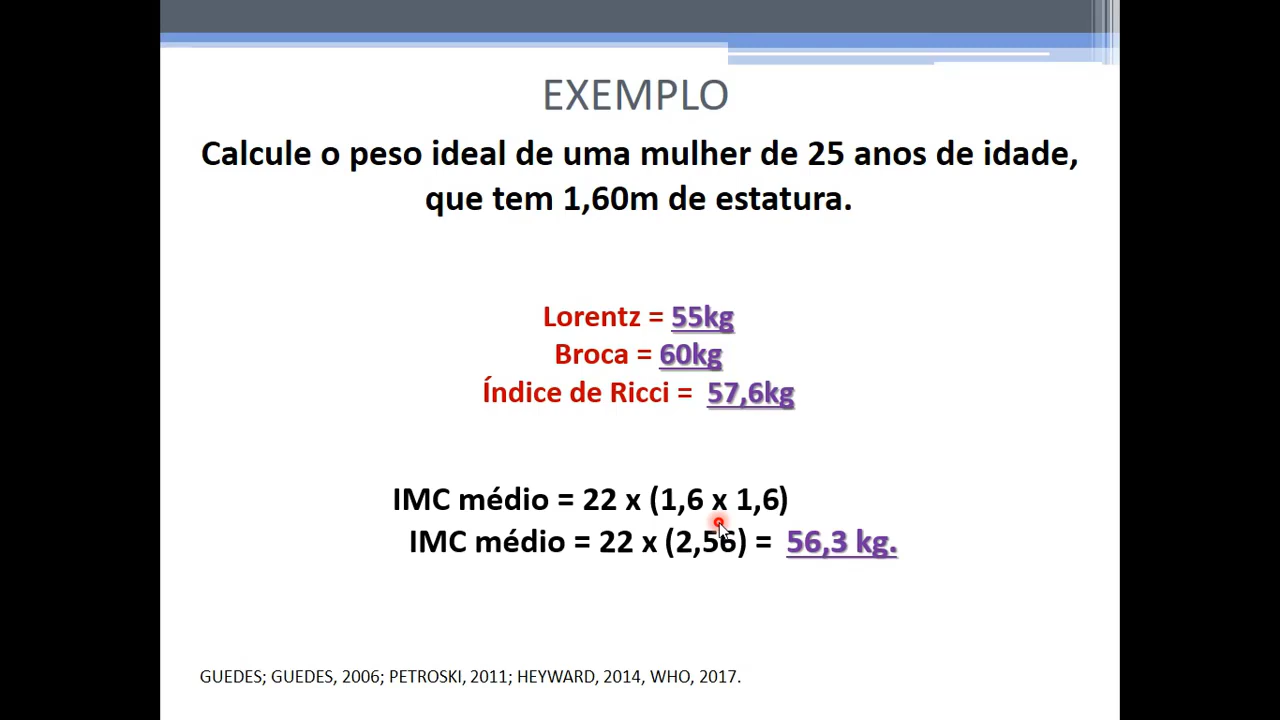 EXEMPLO
Calcule o peso ideal de uma mulher de 25 anos de idade,
que tem 1,60m de estatura.
Lorentz = 55kg
Broca = 60kg
Índice de Ricci = 57,6kg
IMC médio = 22 x (1,6 x 1,6)
IMC médio = 22 x (2,56) = 56,3 kg.
GUEDES; GUEDES, 2006; PETROSKI, 2011; HEYWARD, 2014, WHO, 2017.